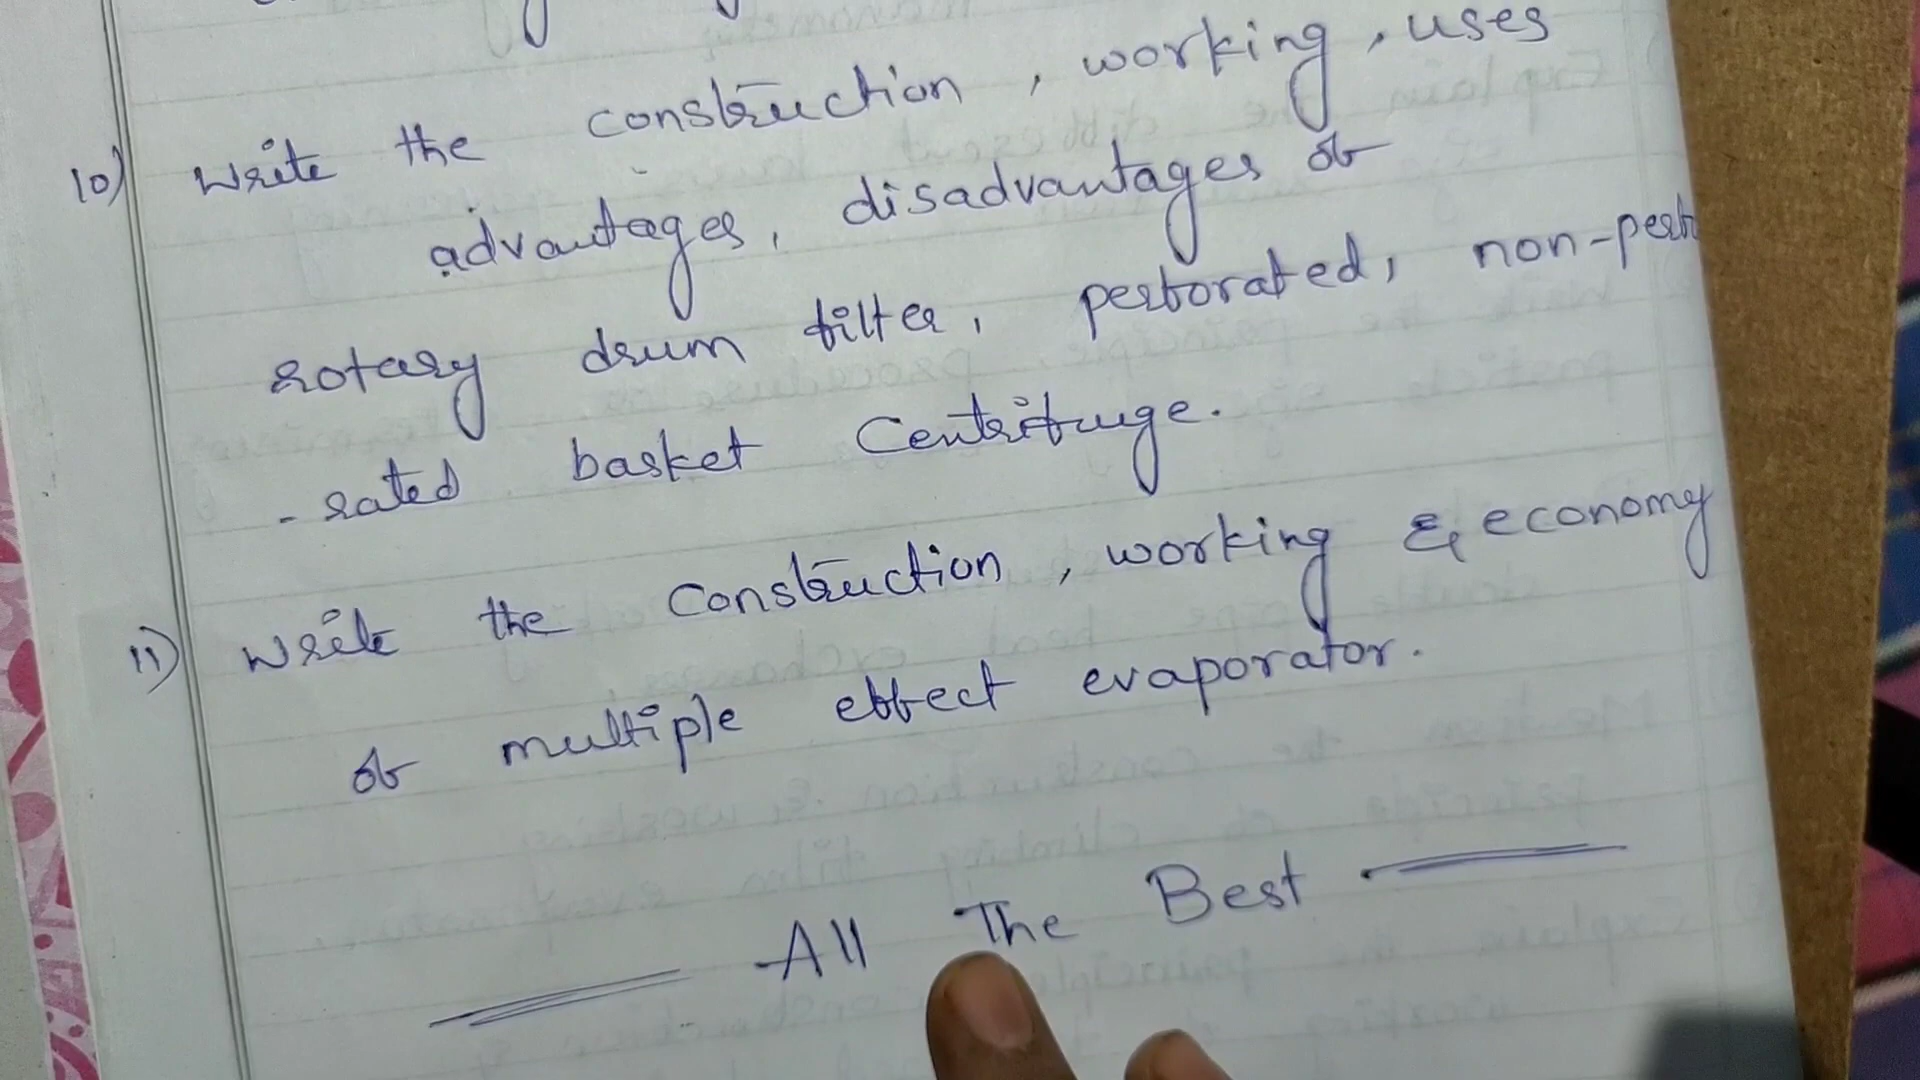 10) Write the construction, working, uses
advantages, disadvantages of
rotary drum filter, perforated, non-perfo
-rated basket Centrifuge.
11) Write the Construction, working & economy
of multiple effect evaporator.
All The Best